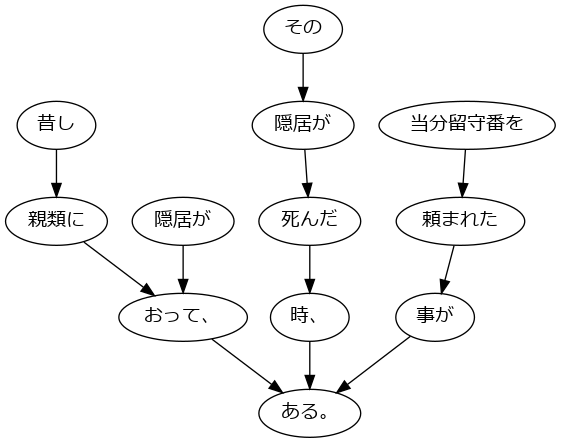 その
昔し
隠居が
当分留守番を
親類に
隠居が
死んだ
頼まれた
おって、
時、
事が
ある。